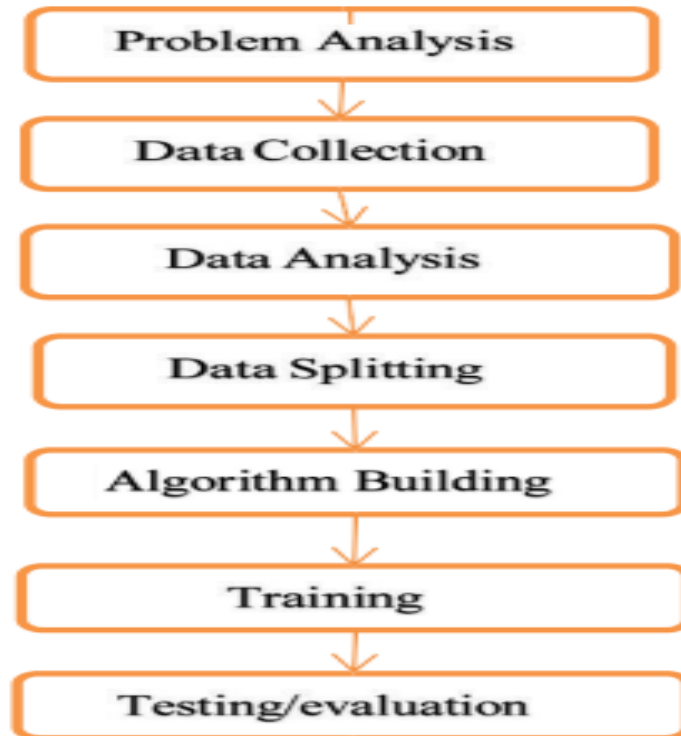 Problem Analysis
Data Collection
Data Analysis
Data Splitting
Algorithm Building
Training
Testing/evaluation